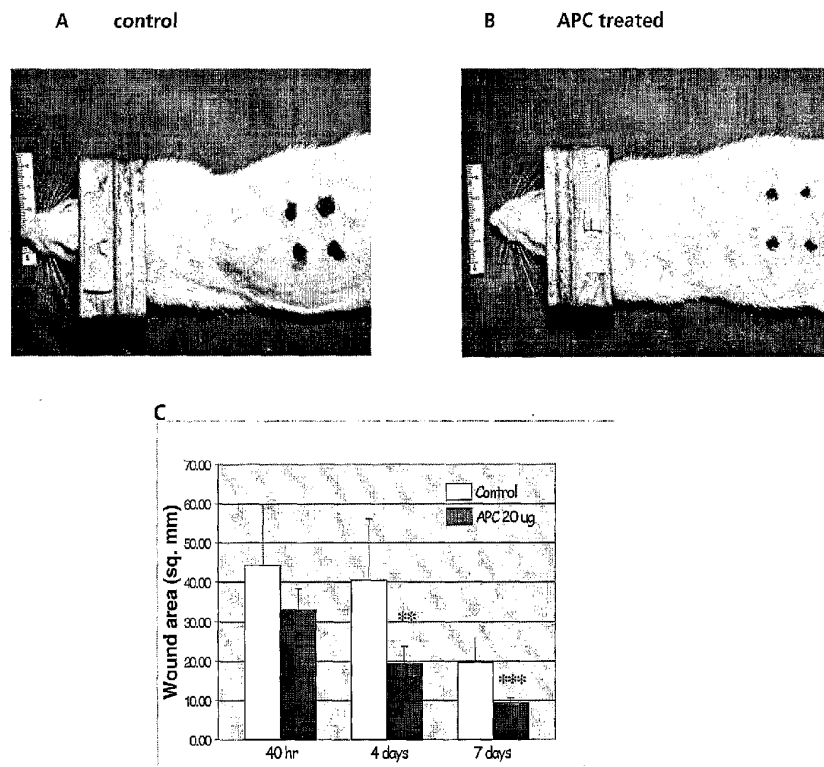 A control
B APC treated
C
Wound area (sq. mm)
70.00
60.00
50.00
40.00
30.00
20.00
10.00
0.00
Control
APC 20 ug
**
***
40 hr 4 days 7 days